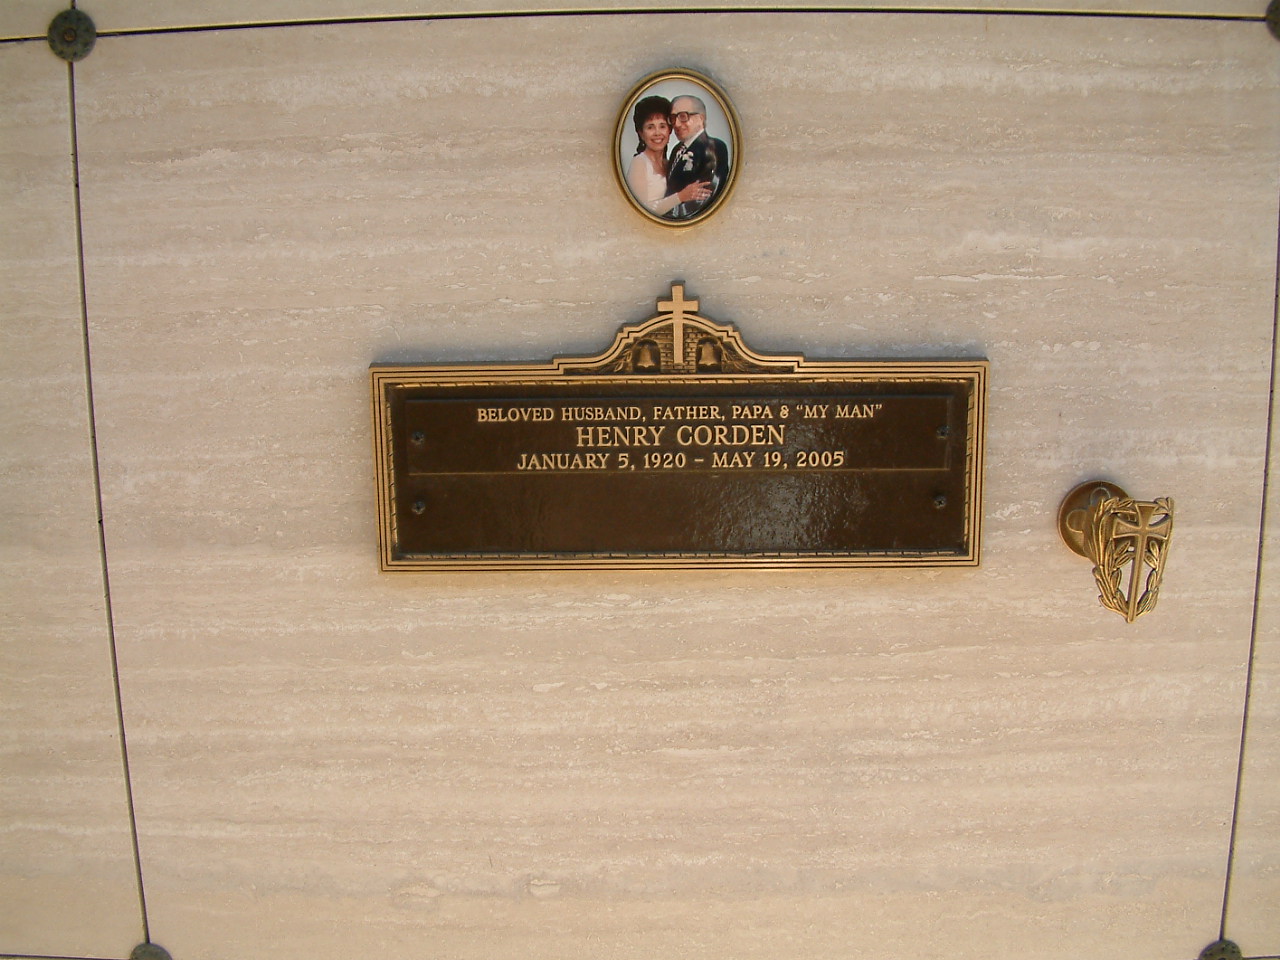 BELOVED HUSBAND, FATHER, PAPA & "MY MAN"
HENRY CORDEN
JANUARY 5, 1920 – MAY 19, 2005